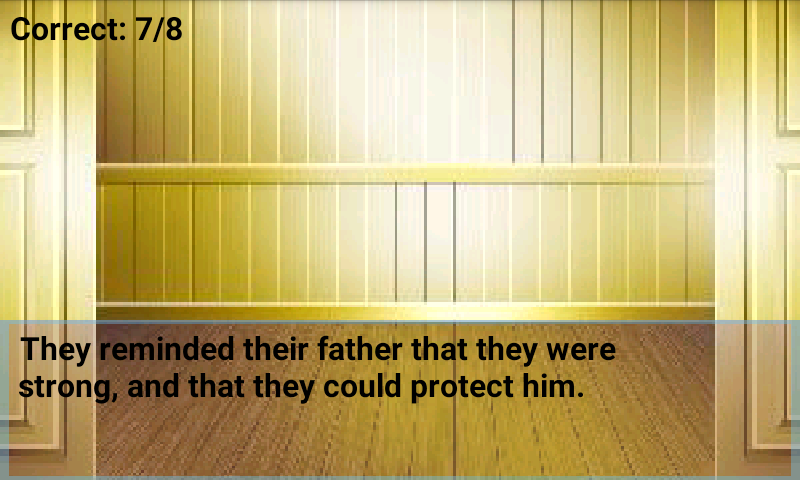 Correct: 7/8
They reminded their father that they were
strong, and that they could protect him.